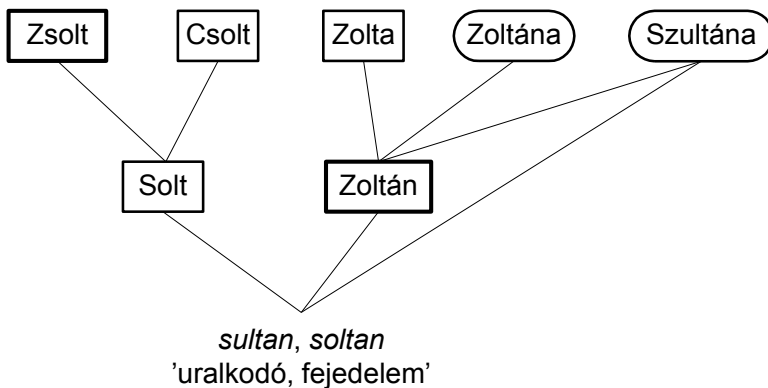 Zsolt
Csolt
Zolta
Zoltána
Szultána
Solt
Zoltán
sultan, soltan
’uralkodó, fejedelem’